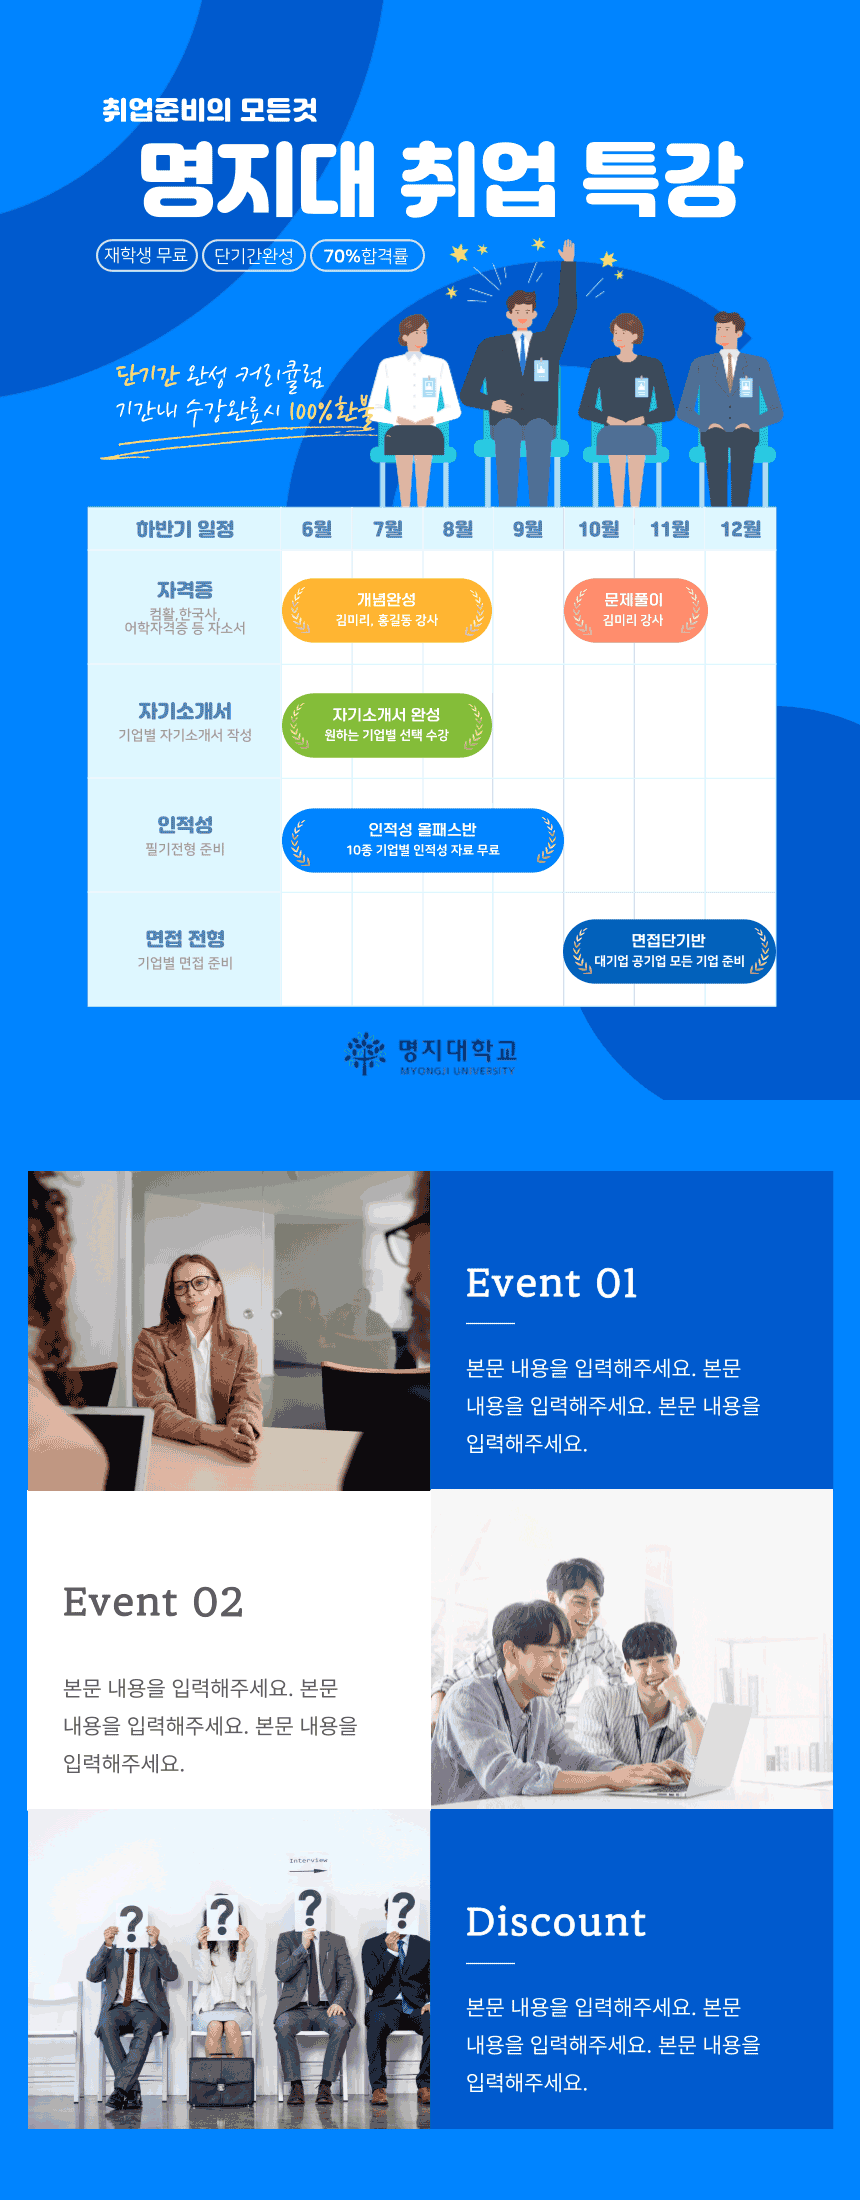 취업준비의 모든것
명지대 취업 특강
재학생 무료 단기간완성 70%합격률
단기간 완성 커리큘럼
기간내 수강완료시 100%환불
하반기 일정 6월 7월 8월 9월 10월 11월 12월
자격증
컴활,한국사,
어학자격증 등 자소서
개념완성
김미리, 홍길동 강사
문제풀이
김미리 강사
자기소개서
기업별 자기소개서 작성
자기소개서 완성
원하는 기업별 선택 수강
인적성
필기전형 준비
인적성 올패스반
10종 기업별 인적성 자료 무료
면접 전형
기업별 면접 준비
면접단기반
대기업 공기업 모든 기업 준비
명지대학교
MYONGJI UNIVERSITY
Event 01
본문 내용을 입력해주세요. 본문
내용을 입력해주세요. 본문 내용을
입력해주세요.
Event 02
본문 내용을 입력해주세요. 본문
내용을 입력해주세요. 본문 내용을
입력해주세요.
Interview
? ? ? ?
Discount
본문 내용을 입력해주세요. 본문
내용을 입력해주세요. 본문 내용을
입력해주세요.